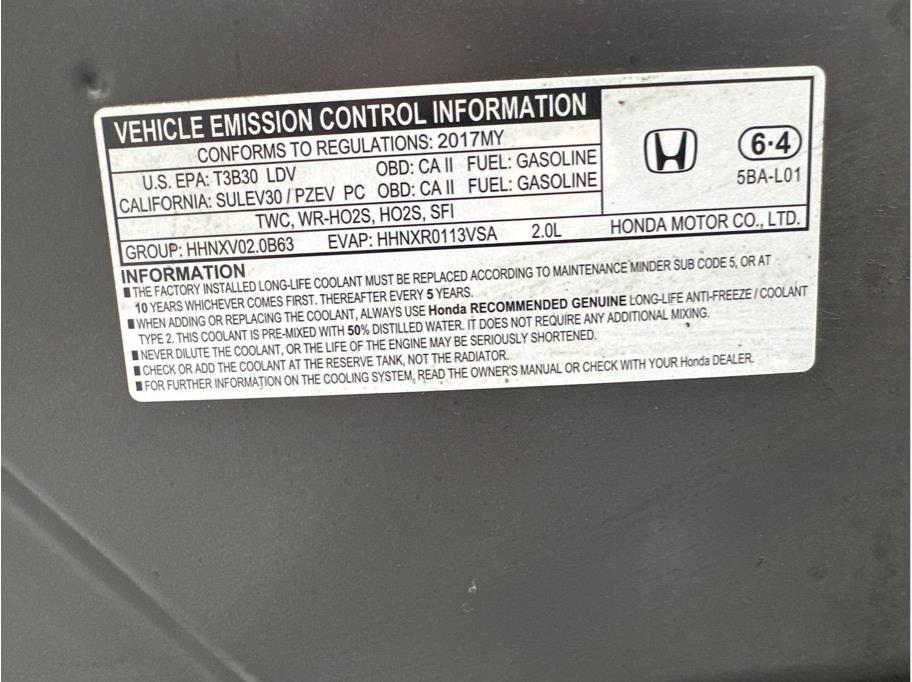 VEHICLE EMISSION CONTROL INFORMATION
CONFORMS TO REGULATIONS: 2017MY
U.S. EPA: T3B30 LDV OBD: CA II FUEL: GASOLINE
CALIFORNIA: SULEV30 / PZEV PC OBD: CA II FUEL: GASOLINE
TWC, WR-HO2S, HO2S, SFI
GROUP: HHNXV02.0B63 EVAP: HHNXR0113VSA 2.0L
6·4
5BA-L01
HONDA MOTOR CO., LTD.
INFORMATION
■ THE FACTORY INSTALLED LONG-LIFE COOLANT MUST BE REPLACED ACCORDING TO MAINTENANCE MINDER SUB CODE 5, OR AT
10 YEARS WHICHEVER COMES FIRST. THEREAFTER EVERY 5 YEARS.
■ WHEN ADDING OR REPLACING THE COOLANT, ALWAYS USE Honda RECOMMENDED GENUINE LONG-LIFE ANTI-FREEZE / COOLANT
TYPE 2. THIS COOLANT IS PRE-MIXED WITH 50% DISTILLED WATER. IT DOES NOT REQUIRE ANY ADDITIONAL MIXING.
■ NEVER DILUTE THE COOLANT, OR THE LIFE OF THE ENGINE MAY BE SERIOUSLY SHORTENED.
■ CHECK OR ADD THE COOLANT AT THE RESERVE TANK, NOT THE RADIATOR.
■ FOR FURTHER INFORMATION ON THE COOLING SYSTEM, READ THE OWNER'S MANUAL OR CHECK WITH YOUR Honda DEALER.